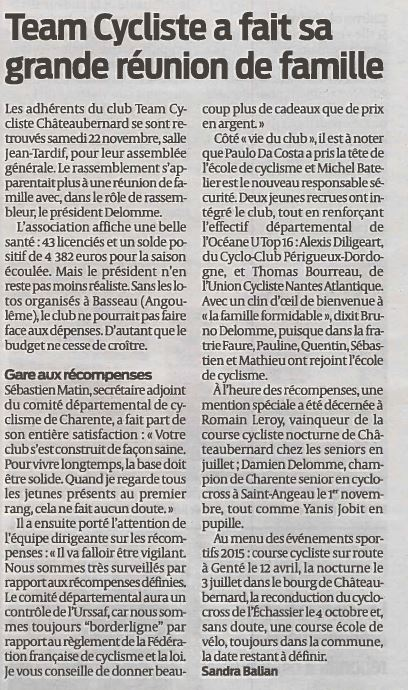 Team Cycliste a fait sa
grande réunion de famille
Les adhérents du club Team Cy-
cliste Châteaubernard se sont re-
trouvés samedi 22 novembre, salle
Jean-Tardif, pour leur assemblée
générale. Le rassemblement s'ap-
parentait plus à une réunion de fa-
mille avec, dans le rôle de rassem-
bleur, le président Delomme.
L'association affiche une belle
santé : 43 licenciés et un solde po-
sitif de 4 382 euros pour la saison
écoulée. Mais le président n'en
reste pas moins réaliste. Sans les lo-
tos organisés à Basseau (Angou-
lême), le club ne pourrait pas faire
face aux dépenses. D'autant que le
budget ne cesse de croître.
Gare aux récompenses
Sébastien Matin, secrétaire adjoint
du comité départemental de cy-
clisme de Charente, a fait part de
son entière satisfaction : « Votre
club s'est construit de façon saine.
Pour vivre longtemps, la base doit
être solide. Quand je regarde tous
les jeunes présents au premier
rang, cela ne fait aucun doute. »
Il a ensuite porté l'attention de
l'équipe dirigeante sur les récom-
penses : « Il va falloir être vigilant.
Nous sommes très surveillés par
rapport aux récompenses définies.
Le comité départemental aura un
contrôle de l'Urssaf, car nous som-
mes toujours "borderligne" par
rapport au règlement de la Fédéra-
tion française de cyclisme et la loi.
Je vous conseille de donner beau-
coup plus de cadeaux que de prix
en argent. »
Côté « vie du club », il est à noter
que Paulo Da Costa a pris la tête de
l'école de cyclisme et Michel Bate-
lier est le nouveau responsable sé-
curité. Deux jeunes recrues ont in-
tégré le club, tout en renforçant
l'effectif départemental de
l'Océane U Top 16 : Alexis Diligeart,
du Cyclo-Club Périgueux-Dordo-
gne, et Thomas Bourreau, de
l'Union Cycliste Nantes Atlantique.
Avec un clin d'œil de bienvenue à
« la famille formidable », dixit Bru-
no Delomme, puisque dans la fra-
trie Faure, Pauline, Quentin, Sébas-
tien et Mathieu ont rejoint l'école
de cyclisme.
À l'heure des récompenses, une
mention spéciale a été décernée à
Romain Leroy, vainqueur de la
course cycliste nocturne de Châ-
teaubernard chez les seniors en
juillet ; Damien Delomme, cham-
pion de Charente senior en cyclo-
cross à Saint-Angeau le 1er novem-
bre, tout comme Yanis Jobit en
pupille.
Au menu des événements spor-
tifs 2015 : course cycliste sur route
à Genté le 12 avril, la nocturne le
3 juillet dans le bourg de Château-
bernard, la reconduction du cyclo-
cross de l'Échassier le 4 octobre et,
sans doute, une course école de
vélo, toujours dans la commune,
la date restant à définir.
Sandra Balian